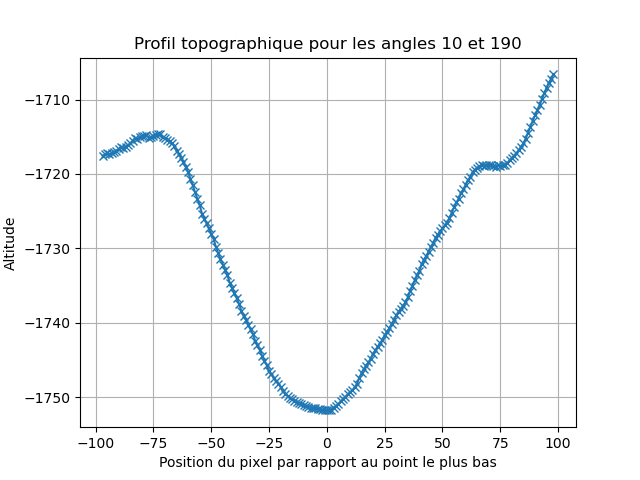 Profil topographique pour les angles 10 et 190
Altitude
−1710
−1720
−1730
−1740
−1750
−100 −75 −50 −25 0 25 50 75 100
Position du pixel par rapport au point le plus bas